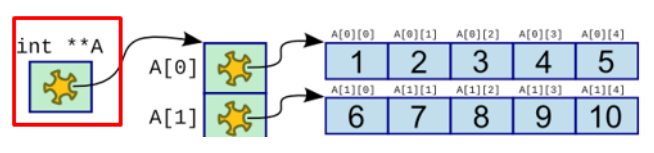 int **A
A[0]
A[1]
A[0][0] A[0][1] A[0][2] A[0][3] A[0][4]
1 2 3 4 5
A[1][0] A[1][1] A[1][2] A[1][3] A[1][4]
6 7 8 9 10